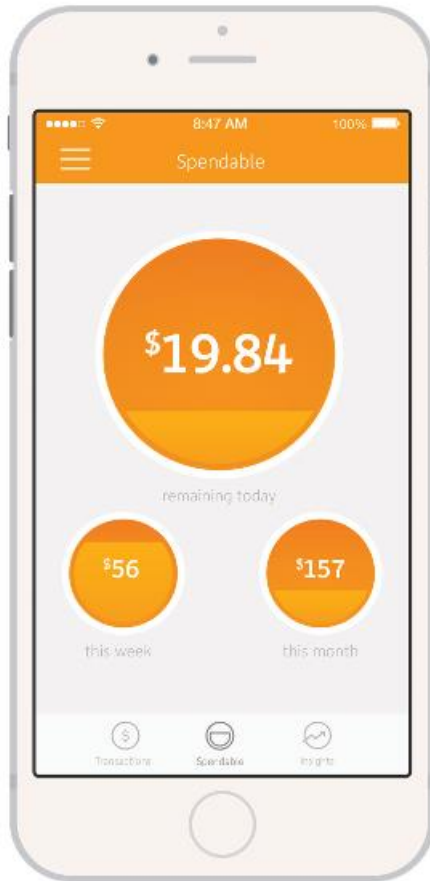 8:47 AM 100%
Spendable
$19.84
remaining today
$56 $157
this week this month
$
Transactions Spendable Insights